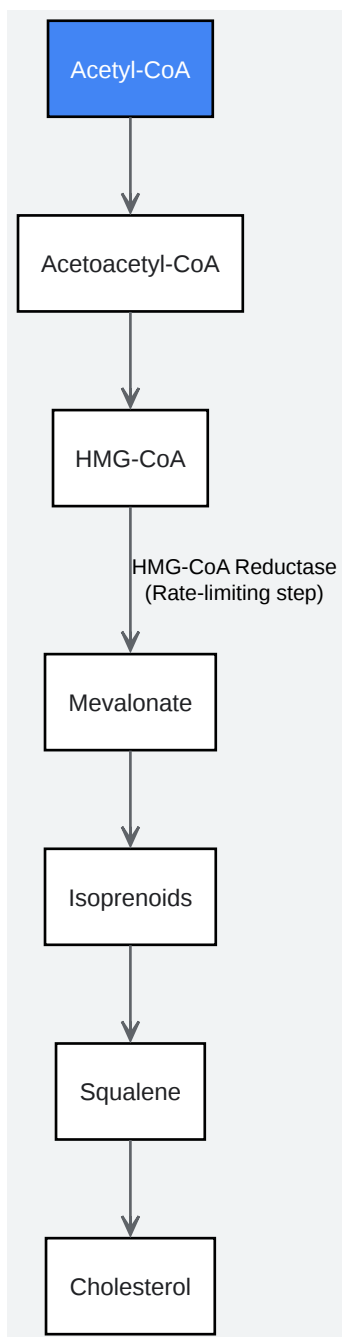 Acetyl-CoA
Acetoacetyl-CoA
HMG-CoA
HMG-CoA Reductase
(Rate-limiting step)
Mevalonate
Isoprenoids
Squalene
Cholesterol